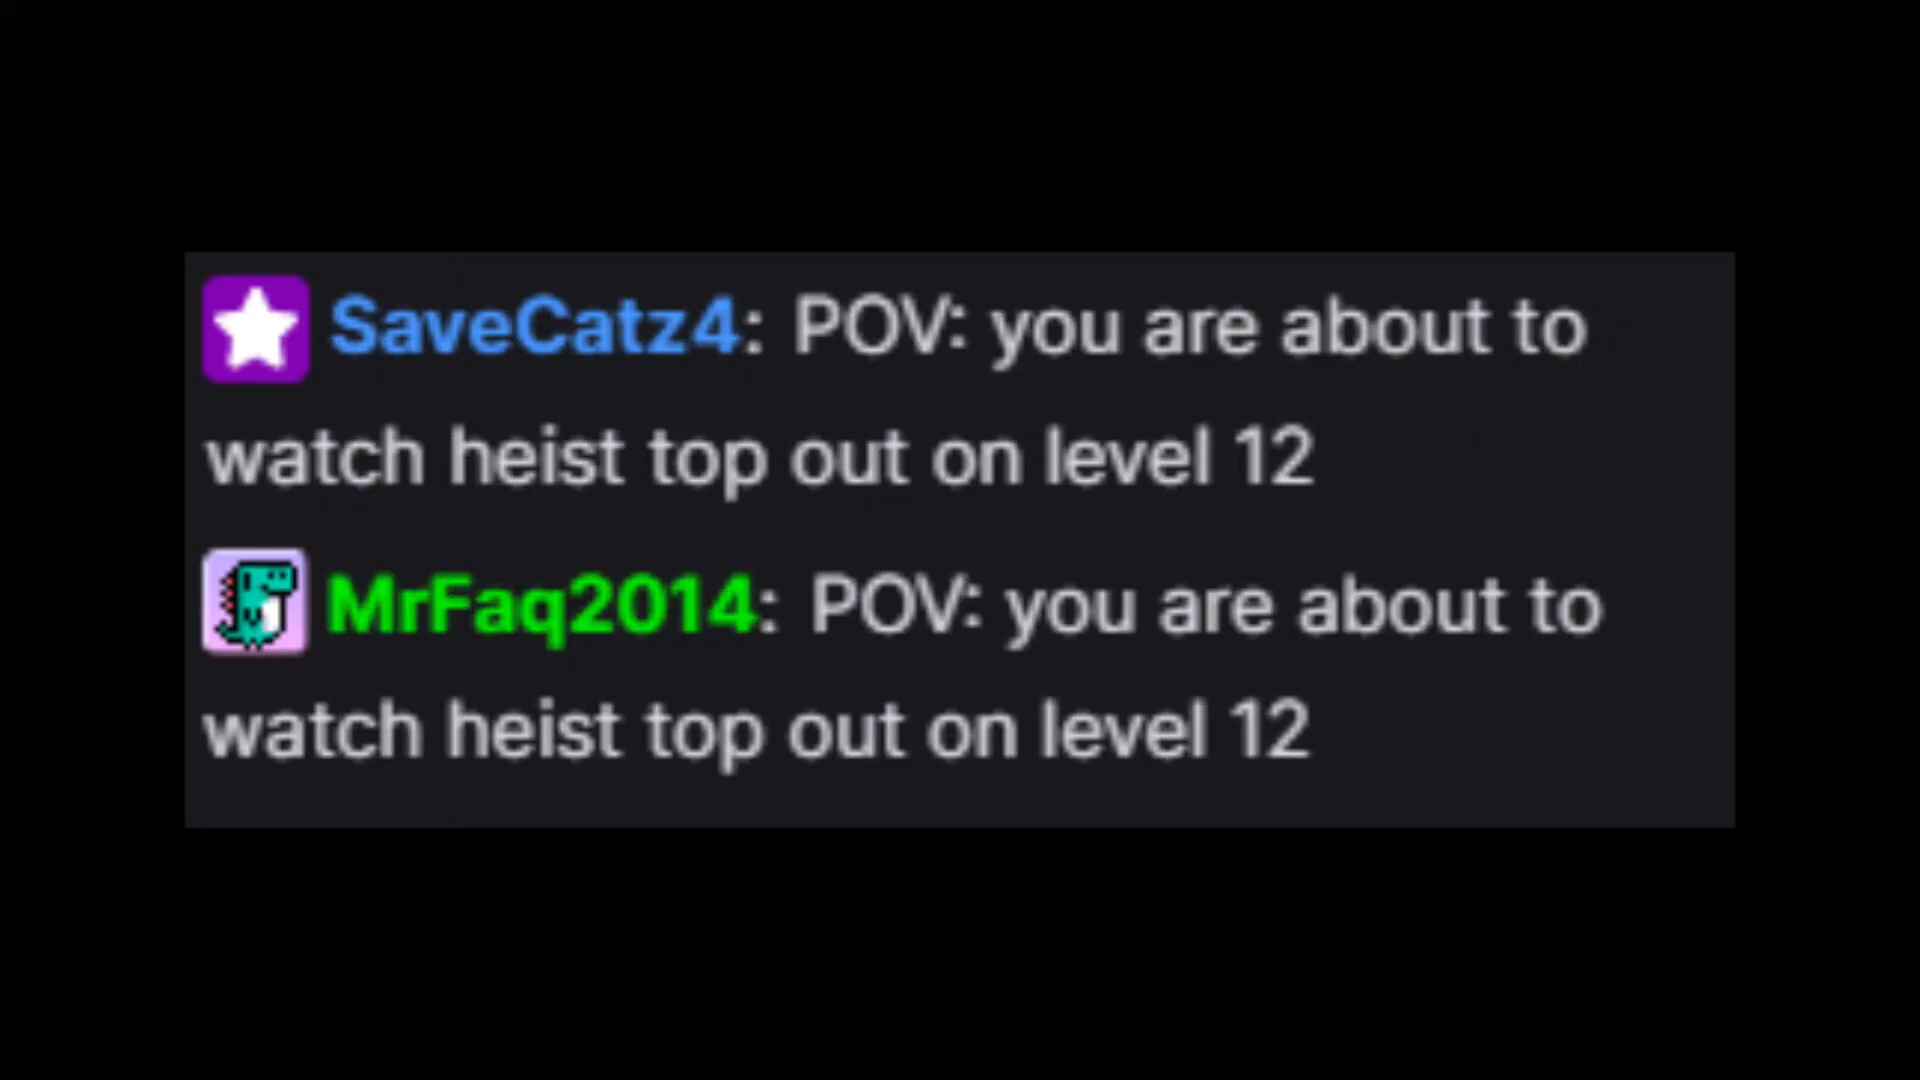 SaveCatz4: POV: you are about to
watch heist top out on level 12
MrFaq2014: POV: you are about to
watch heist top out on level 12